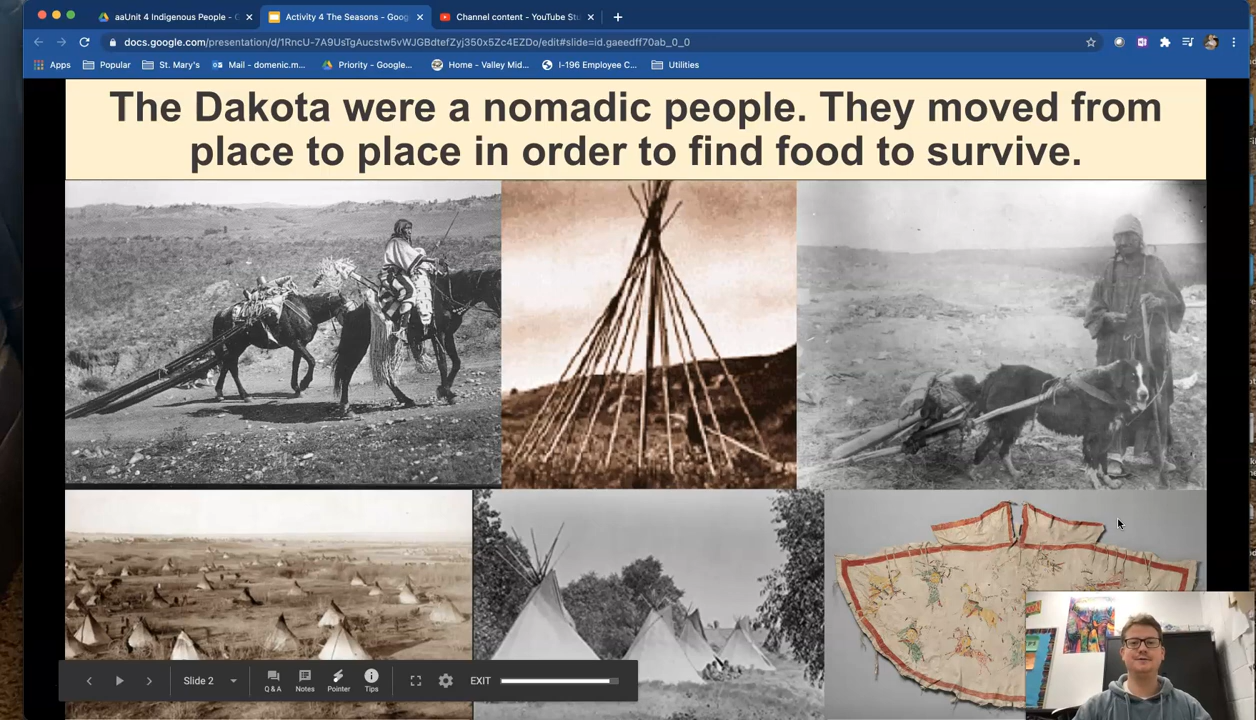 aaUnit 4 Indigenous People - G
Activity 4 The Seasons - Goog
Channel content - YouTube Stu
docs.google.com/presentation/d/1RncU-7A9UsTgAucstw5vWJGBdtefZyj350x5Zc4EZDo/edit#slide=id.gaeedff70ab_0_0
Apps
Popular
St. Mary's
Mail - domenic.m...
Priority - Google...
Home - Valley Mid...
I-196 Employee C...
Utilities
The Dakota were a nomadic people. They moved from
place to place in order to find food to survive.
Slide 2
Q & A
Notes
Pointer
Tips
EXIT